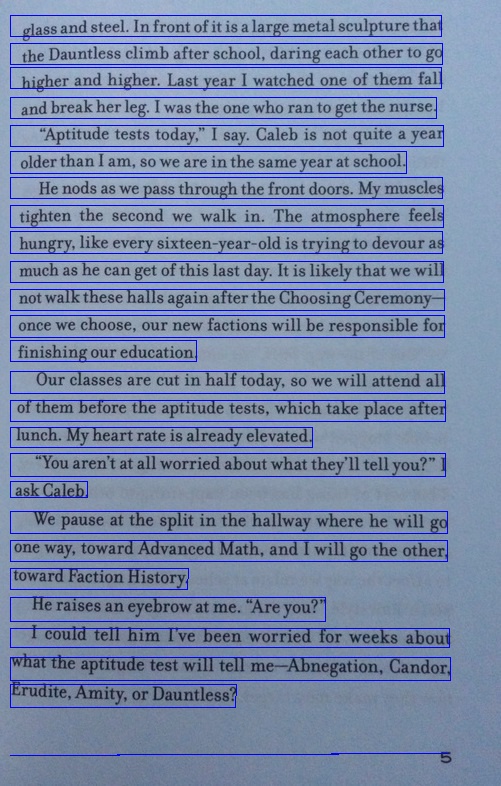 glass and steel. In front of it is a large metal sculpture that
the Dauntless climb after school, daring each other to go
higher and higher. Last year I watched one of them fall
and break her leg. I was the one who ran to get the nurse.
“Aptitude tests today,” I say. Caleb is not quite a year
older than I am, so we are in the same year at school.
He nods as we pass through the front doors. My muscles
tighten the second we walk in. The atmosphere feels
hungry, like every sixteen-year-old is trying to devour as
much as he can get of this last day. It is likely that we will
not walk these halls again after the Choosing Ceremony—
once we choose, our new factions will be responsible for
finishing our education.
Our classes are cut in half today, so we will attend all
of them before the aptitude tests, which take place after
lunch. My heart rate is already elevated.
“You aren’t at all worried about what they’ll tell you?” I
ask Caleb.
We pause at the split in the hallway where he will go
one way, toward Advanced Math, and I will go the other,
toward Faction History.
He raises an eyebrow at me. “Are you?”
I could tell him I’ve been worried for weeks about
what the aptitude test will tell me—Abnegation, Candor,
Erudite, Amity, or Dauntless?
5